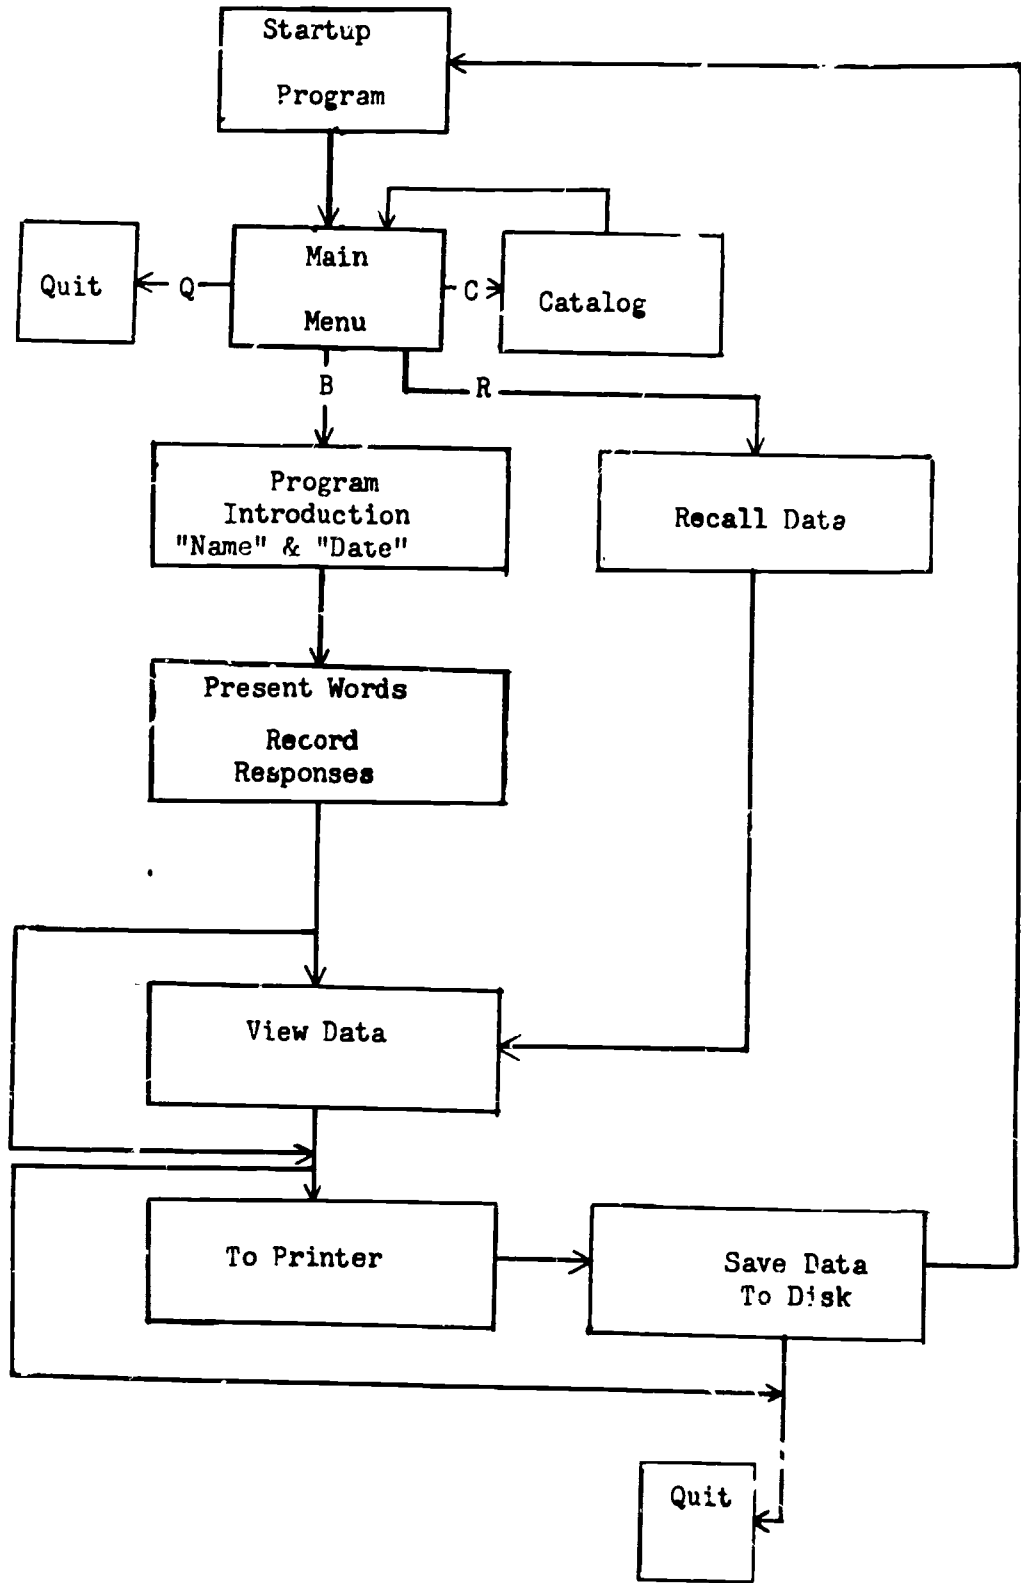 Startup
Program
Main
Menu
Quit
Q
C
Catalog
B
R
Program
Introduction
"Name" & "Date"
Recall Data
Present Words
Record
Responses
View Data
To Printer
Save Data
To Disk
Quit